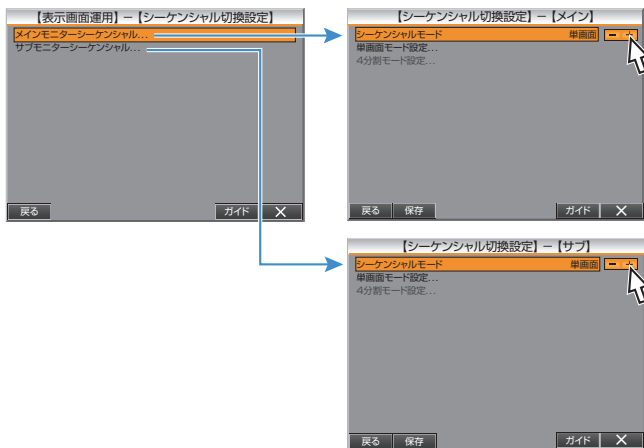 【表示画面運用】－【シーケンシャル切換設定】
メインモニターシーケンシャル...
サブモニターシーケンシャル...
戻る ガイド ×
【シーケンシャル切換設定】－【メイン】
シーケンシャルモード 単画面 － ＋
単画面モード設定...
4分割モード設定...
戻る 保存 ガイド ×
【シーケンシャル切換設定】－【サブ】
シーケンシャルモード 単画面 － ＋
単画面モード設定...
4分割モード設定...
戻る 保存 ガイド ×